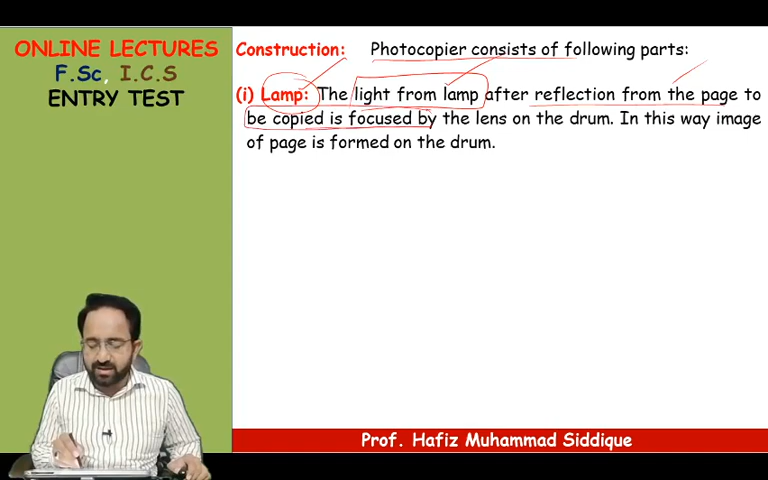 ONLINE LECTURES
F.Sc, I.C.S
ENTRY TEST
Construction: Photocopier consists of following parts:
(i) Lamp: The light from lamp after reflection from the page to
be copied is focused by the lens on the drum. In this way image
of page is formed on the drum.
Prof. Hafiz Muhammad Siddique